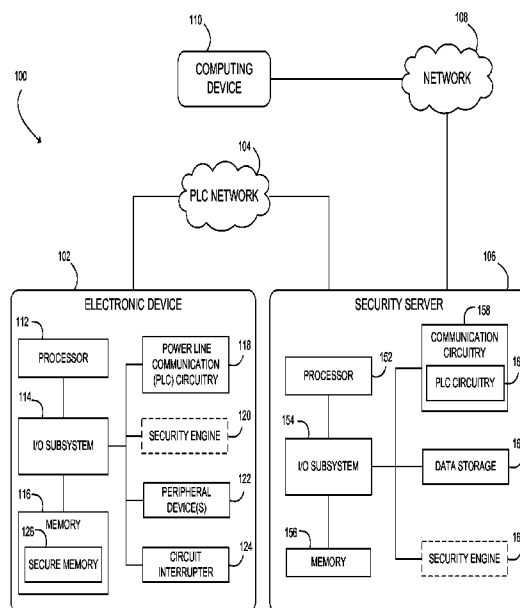 110
COMPUTING
DEVICE
108
NETWORK
100
104
PLC NETWORK
102
ELECTRONIC DEVICE
112
PROCESSOR
114
I/O SUBSYSTEM
116
MEMORY
126
SECURE MEMORY
118
POWER LINE
COMMUNICATION
(PLC) CIRCUITRY
120
SECURITY ENGINE
122
PERIPHERAL
DEVICE(S)
124
CIRCUIT
INTERRUPTER
106
SECURITY SERVER
152
PROCESSOR
154
I/O SUBSYSTEM
156
MEMORY
158
COMMUNICATION
CIRCUITRY
PLC CIRCUITRY
DATA STORAGE
SECURITY ENGINE